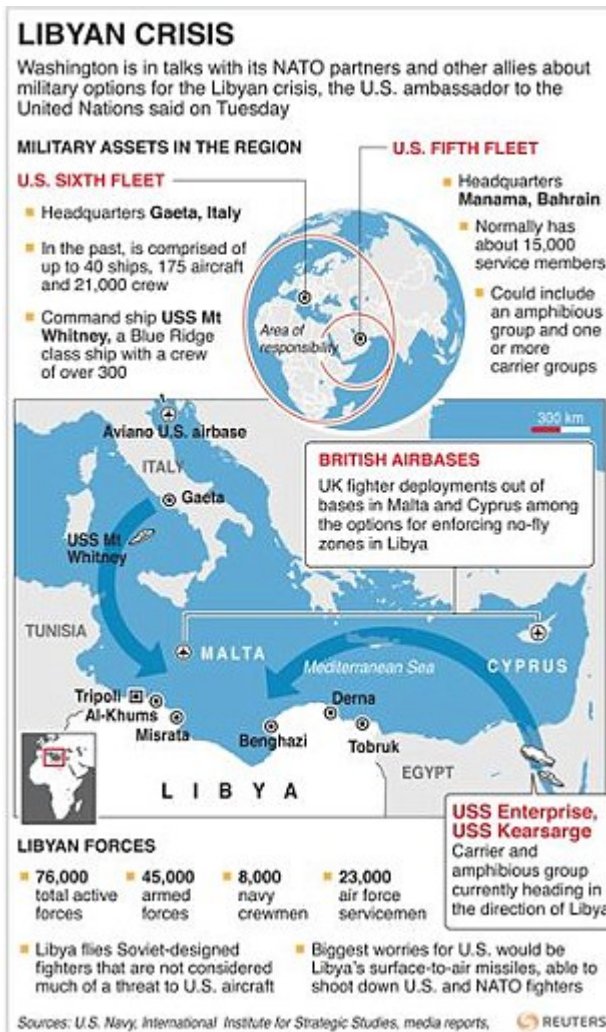 LIBYAN CRISIS
Washington is in talks with its NATO partners and other allies about
military options for the Libyan crisis, the U.S. ambassador to the
United Nations said on Tuesday
MILITARY ASSETS IN THE REGION
U.S. SIXTH FLEET
Headquarters Gaeta, Italy
In the past, is comprised of
up to 40 ships, 175 aircraft
and 21,000 crew
Command ship USS Mt
Whitney, a Blue Ridge
class ship with a crew
of over 300
Area of
responsibility
U.S. FIFTH FLEET
Headquarters
Manama, Bahrain
Normally has
about 15,000
service members
Could include
an amphibious
group and one
or more
carrier groups
300 km
Aviano U.S. airbase
ITALY
Gaeta
USS Mt
Whitney
BRITISH AIRBASES
UK fighter deployments out of
bases in Malta and Cyprus among
the options for enforcing no-fly
zones in Libya
TUNISIA
MALTA
Mediterranean Sea
CYPRUS
Tripoli
Al-Khums
Misrata
Benghazi
Derna
Tobruk
EGYPT
LIBYA
USS Enterprise,
USS Kearsarge
Carrier and
amphibious group
currently heading in
the direction of Libya
LIBYAN FORCES
76,000
total active
forces
45,000
armed
forces
8,000
navy
crewmen
23,000
air force
servicemen
Libya flies Soviet-designed
fighters that are not considered
much of a threat to U.S. aircraft
Biggest worries for U.S. would be
Libya's surface-to-air missiles, able to
shoot down U.S. and NATO fighters
Sources: U.S. Navy, International Institute for Strategic Studies, media reports,
REUTERS